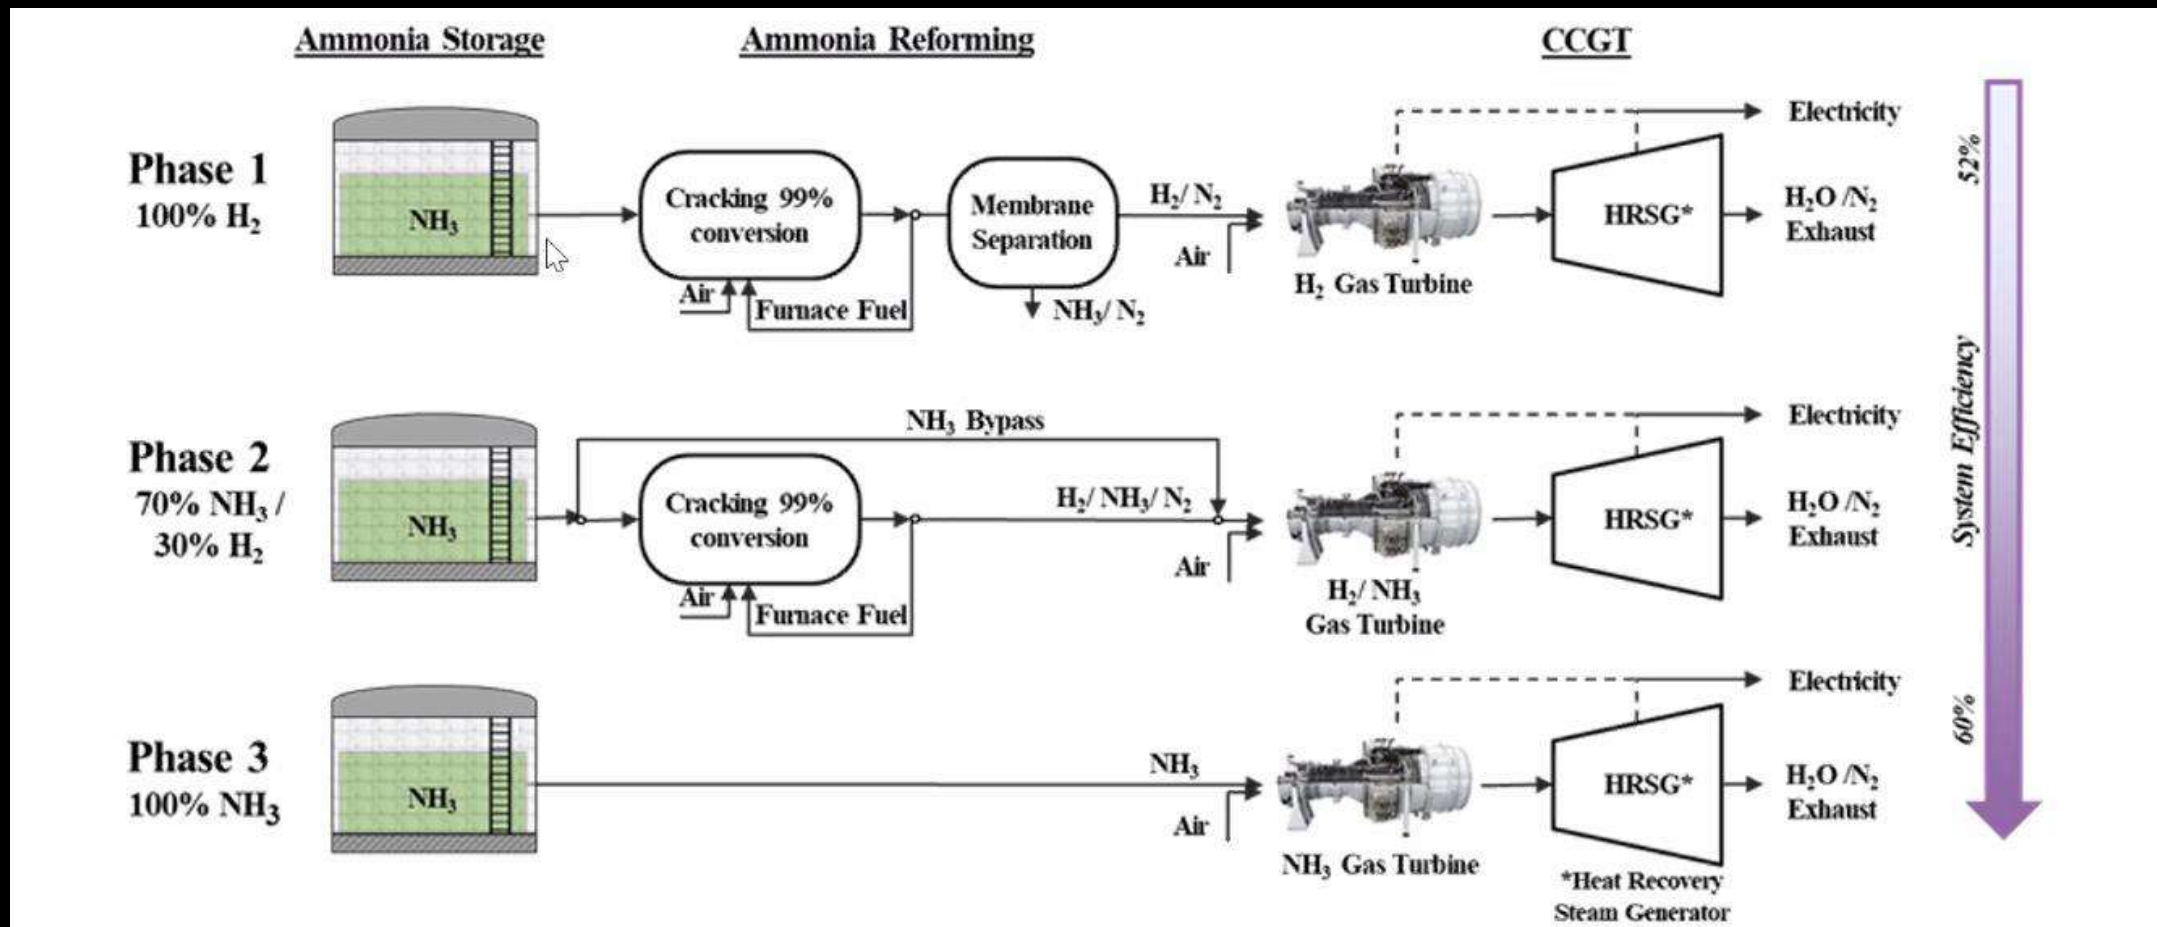 Ammonia Storage
Ammonia Reforming
CCGT
Phase 1
100% H₂
NH₃
Cracking 99%
conversion
Air
Furnace Fuel
Membrane
Separation
NH₃/ N₂
H₂/ N₂
Air
H₂ Gas Turbine
HRSG*
Electricity
H₂O /N₂
Exhaust
52%
Phase 2
70% NH₃ /
30% H₂
NH₃
NH₃ Bypass
Cracking 99%
conversion
Air
Furnace Fuel
H₂/ NH₃/ N₂
Air
H₂/ NH₃
Gas Turbine
HRSG*
Electricity
H₂O /N₂
Exhaust
System Efficiency
Phase 3
100% NH₃
NH₃
NH₃
Air
NH₃ Gas Turbine
HRSG*
Electricity
H₂O /N₂
Exhaust
60%
*Heat Recovery
Steam Generator